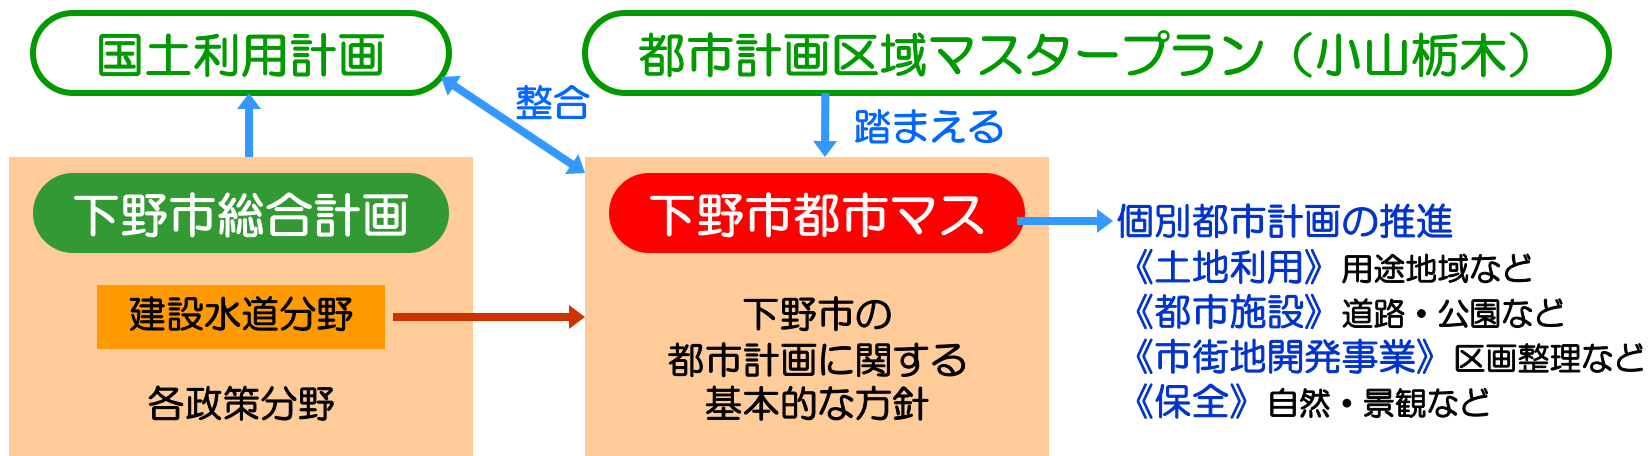 国土利用計画
都市計画区域マスタープラン（小山栃木）
整合
踏まえる
下野市総合計画
建設水道分野
各政策分野
下野市都市マス
下野市の
都市計画に関する
基本的な方針
個別都市計画の推進
《土地利用》用途地域など
《都市施設》道路・公園など
《市街地開発事業》区画整理など
《保全》自然・景観など